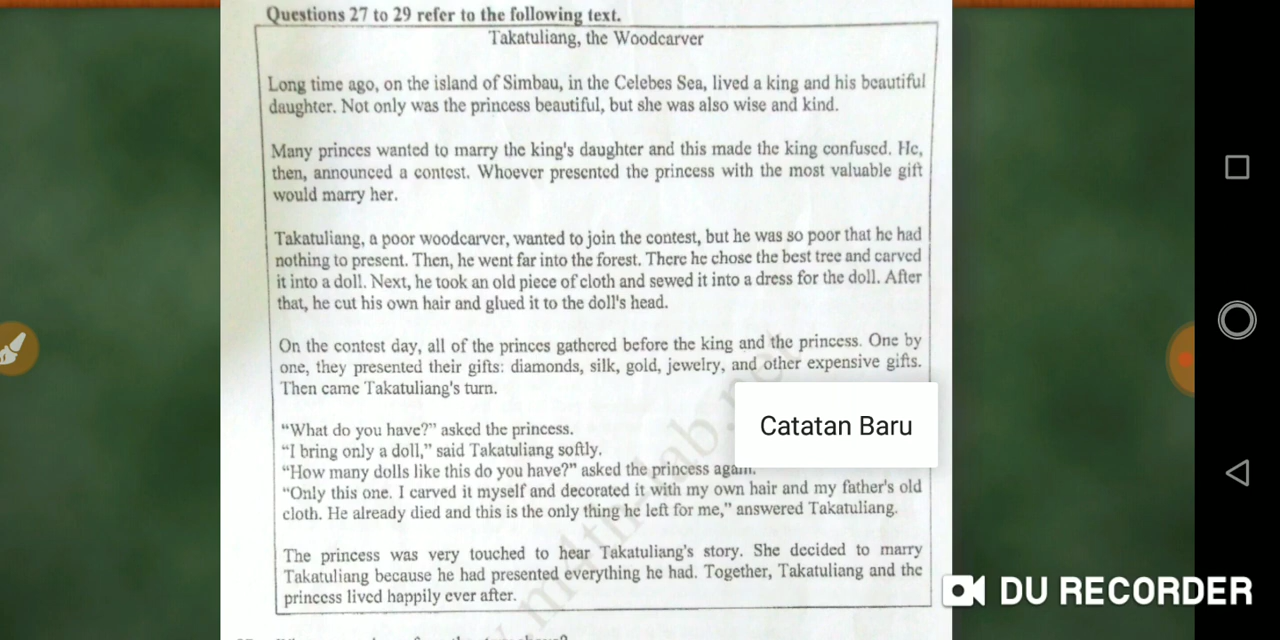 Questions 27 to 29 refer to the following text.
Takatuliang, the Woodcarver
Long time ago, on the island of Simbau, in the Celebes Sea, lived a king and his beautiful
daughter. Not only was the princess beautiful, but she was also wise and kind.
Many princes wanted to marry the king's daughter and this made the king confused. He,
then, announced a contest. Whoever presented the princess with the most valuable gift
would marry her.
Takatuliang, a poor woodcarver, wanted to join the contest, but he was so poor that he had
nothing to present. Then, he went far into the forest. There he chose the best tree and carved
it into a doll. Next, he took an old piece of cloth and sewed it into a dress for the doll. After
that, he cut his own hair and glued it to the doll's head.
On the contest day, all of the princes gathered before the king and the princess. One by
one, they presented their gifts: diamonds, silk, gold, jewelry, and other expensive gifts.
Then came Takatuliang's turn.
Catatan Baru
“What do you have?” asked the princess.
“I bring only a doll,” said Takatuliang softly.
“How many dolls like this do you have?” asked the princess again.
“Only this one. I carved it myself and decorated it with my own hair and my father's old
cloth. He already died and this is the only thing he left for me,” answered Takatuliang.
The princess was very touched to hear Takatuliang's story. She decided to marry
Takatuliang because he had presented everything he had. Together, Takatuliang and the
princess lived happily ever after.
DU RECORDER